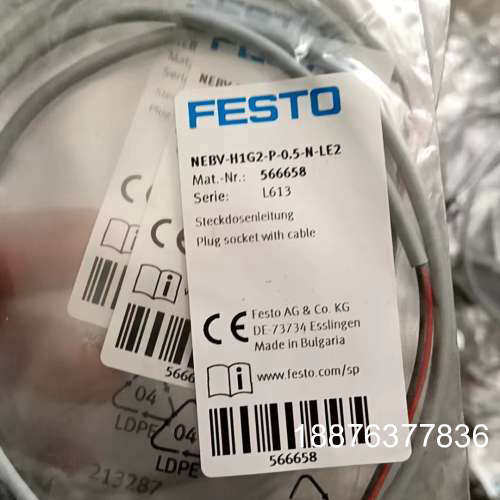 FESTO
NEBV-H1G2-P-0.5-N-LE2
Mat.-Nr.: 566658
Serie: L613
Steckdosenleitung
Plug socket with cable
CE Festo AG & Co. KG
DE-73734 Esslingen
Made in Bulgaria
www.festo.com/sp
566658
04
LDPE
04
LDPE
213287
18876377836